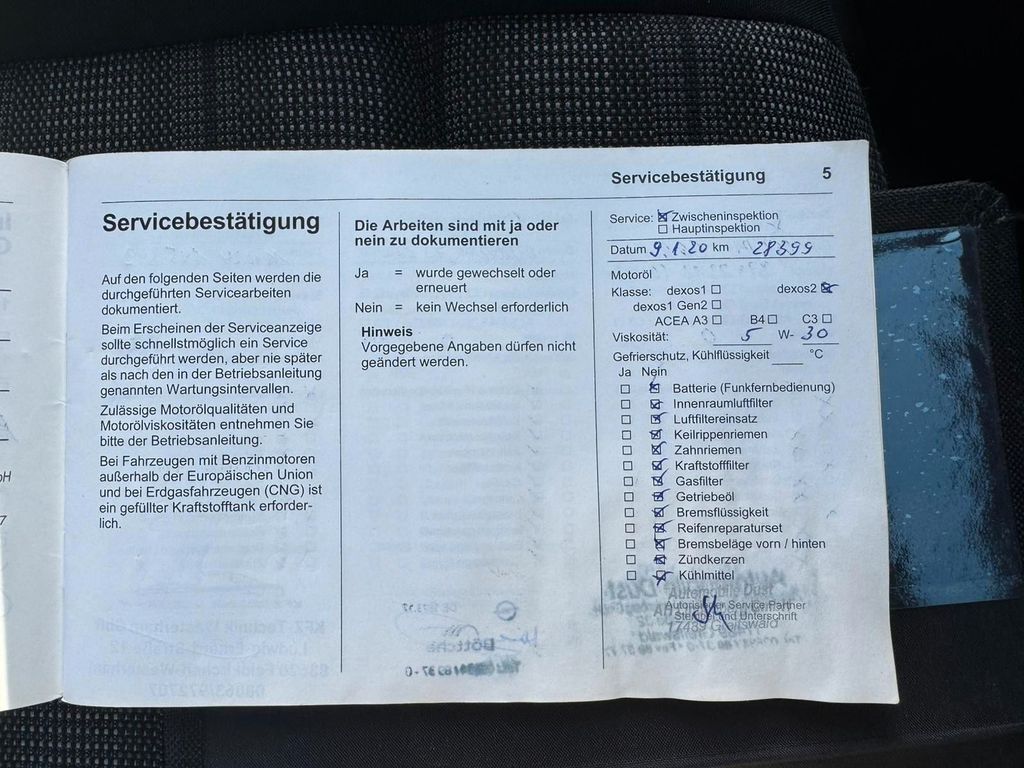 Servicebestätigung 5
Servicebestätigung
Auf den folgenden Seiten werden die
durchgeführten Servicearbeiten
dokumentiert.
Beim Erscheinen der Serviceanzeige
sollte schnellstmöglich ein Service
durchgeführt werden, aber nie später
als nach den in der Betriebsanleitung
genannten Wartungsintervallen.
Zulässige Motorölqualitäten und
Motorölviskositäten entnehmen Sie
bitte der Betriebsanleitung.
Bei Fahrzeugen mit Benzinmotoren
außerhalb der Europäischen Union
und bei Erdgasfahrzeugen (CNG) ist
ein gefüllter Kraftstofftank erforder-
lich.
Die Arbeiten sind mit ja oder
nein zu dokumentieren
Ja = wurde gewechselt oder
erneuert
Nein = kein Wechsel erforderlich
Hinweis
Vorgegebene Angaben dürfen nicht
geändert werden.
Service: Zwischeninspektion
Hauptinspektion
Datum 9.1.20 km 28399
Motoröl
Klasse: dexos1 dexos2
dexos1 Gen2
ACEA A3 B4 C3
Viskosität: 5 W- 30
Gefrierschutz, Kühlflüssigkeit °C
Ja Nein
Batterie (Funkfernbedienung)
Innenraumluftfilter
Luftfiltereinsatz
Keilrippenriemen
Zahnriemen
Kraftstofffilter
Gasfilter
Getriebeöl
Bremsflüssigkeit
Reifenreparaturset
Bremsbeläge vorn / hinten
Zündkerzen
Kühlmittel
Automobile Dust
Autorisierter Service Partner
Stempel und Unterschrift
17489 Greifswald